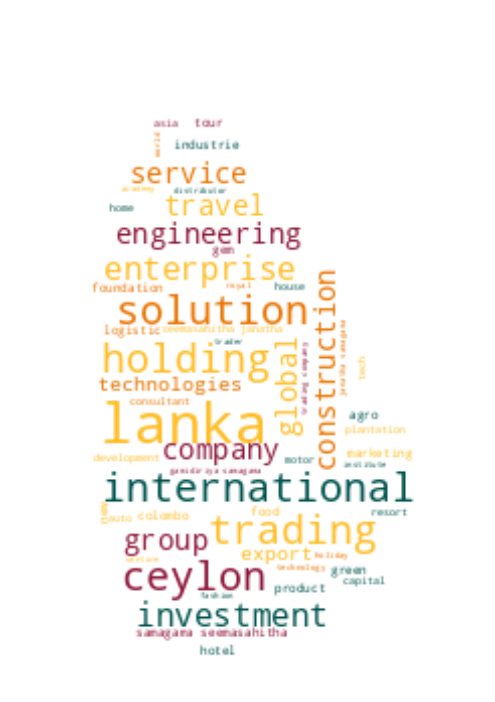 asia tour
world
industrie
service
academy distributor
home travel
engineering
gem
enterprise
foundation royal house
solution
logistic seemasahitha janatha
trader
holding
global
trading company
construction
janatha samagama
tech
technologies
consultant
lanka
agro
plantation
company
development motor marketing
institute
gamidiriya samagama
international
new
auto colombo food resort
trading
group
export holiday
venture
technology green
ceylon
capital
fashion product
investment
samagama seemasahitha
hotel